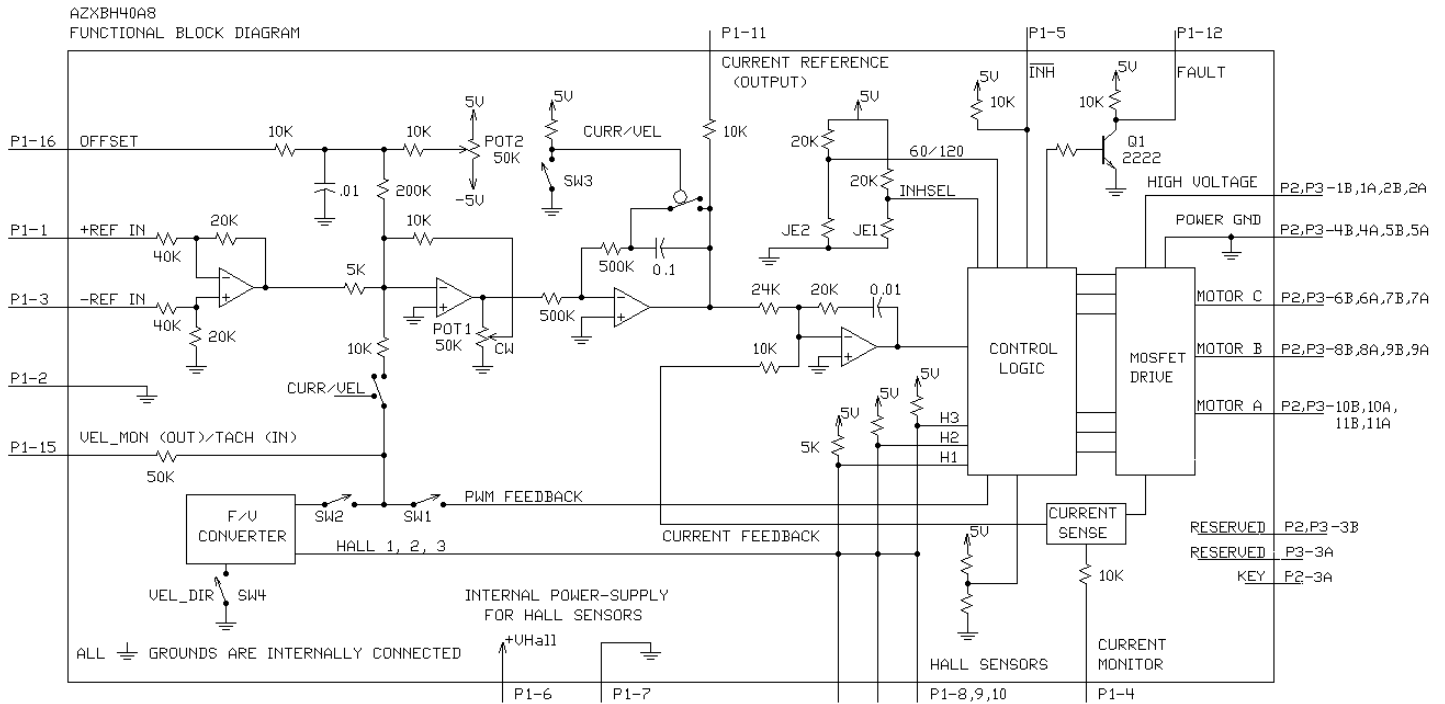 AZXBH40A8
FUNCTIONAL BLOCK DIAGRAM
P1-11
P1-5
P1-12
CURRENT REFERENCE
(OUTPUT)
INH
FAULT
5V
10K
5V
10K
Q1
2222
5V
5V
5V
P1-16
OFFSET
10K
10K
POT2
50K
-5V
.01
200K
CURR/VEL
SW3
10K
20K
60/120
20K
INHSEL
JE2
JE1
HIGH VOLTAGE
P2,P3-1B,1A,2B,2A
POWER GND
P2,P3-4B,4A,5B,5A
P1-1
+REF IN
40K
20K
10K
500K
0.1
P1-3
-REF IN
40K
20K
5K
POT1
50K
CW
500K
24K
20K
0.01
10K
CONTROL
LOGIC
MOSFET
DRIVE
MOTOR C
P2,P3-6B,6A,7B,7A
MOTOR B
P2,P3-8B,8A,9B,9A
MOTOR A
P2,P3-10B,10A,
11B,11A
P1-2
10K
CURR/VEL
5V
5V
5V
5K
H3
H2
H1
P1-15
VEL_MON (OUT)/TACH (IN)
50K
F/V
CONVERTER
SW2
SW1
PWM FEEDBACK
HALL 1, 2, 3
CURRENT FEEDBACK
5V
CURRENT
SENSE
10K
RESERVED
P2,P3-3B
RESERVED
P3-3A
KEY
P2-3A
VEL_DIR
SW4
INTERNAL POWER-SUPPLY
FOR HALL SENSORS
+VHall
ALL GROUNDS ARE INTERNALLY CONNECTED
HALL SENSORS
CURRENT
MONITOR
P1-6
P1-7
P1-8,9,10
P1-4